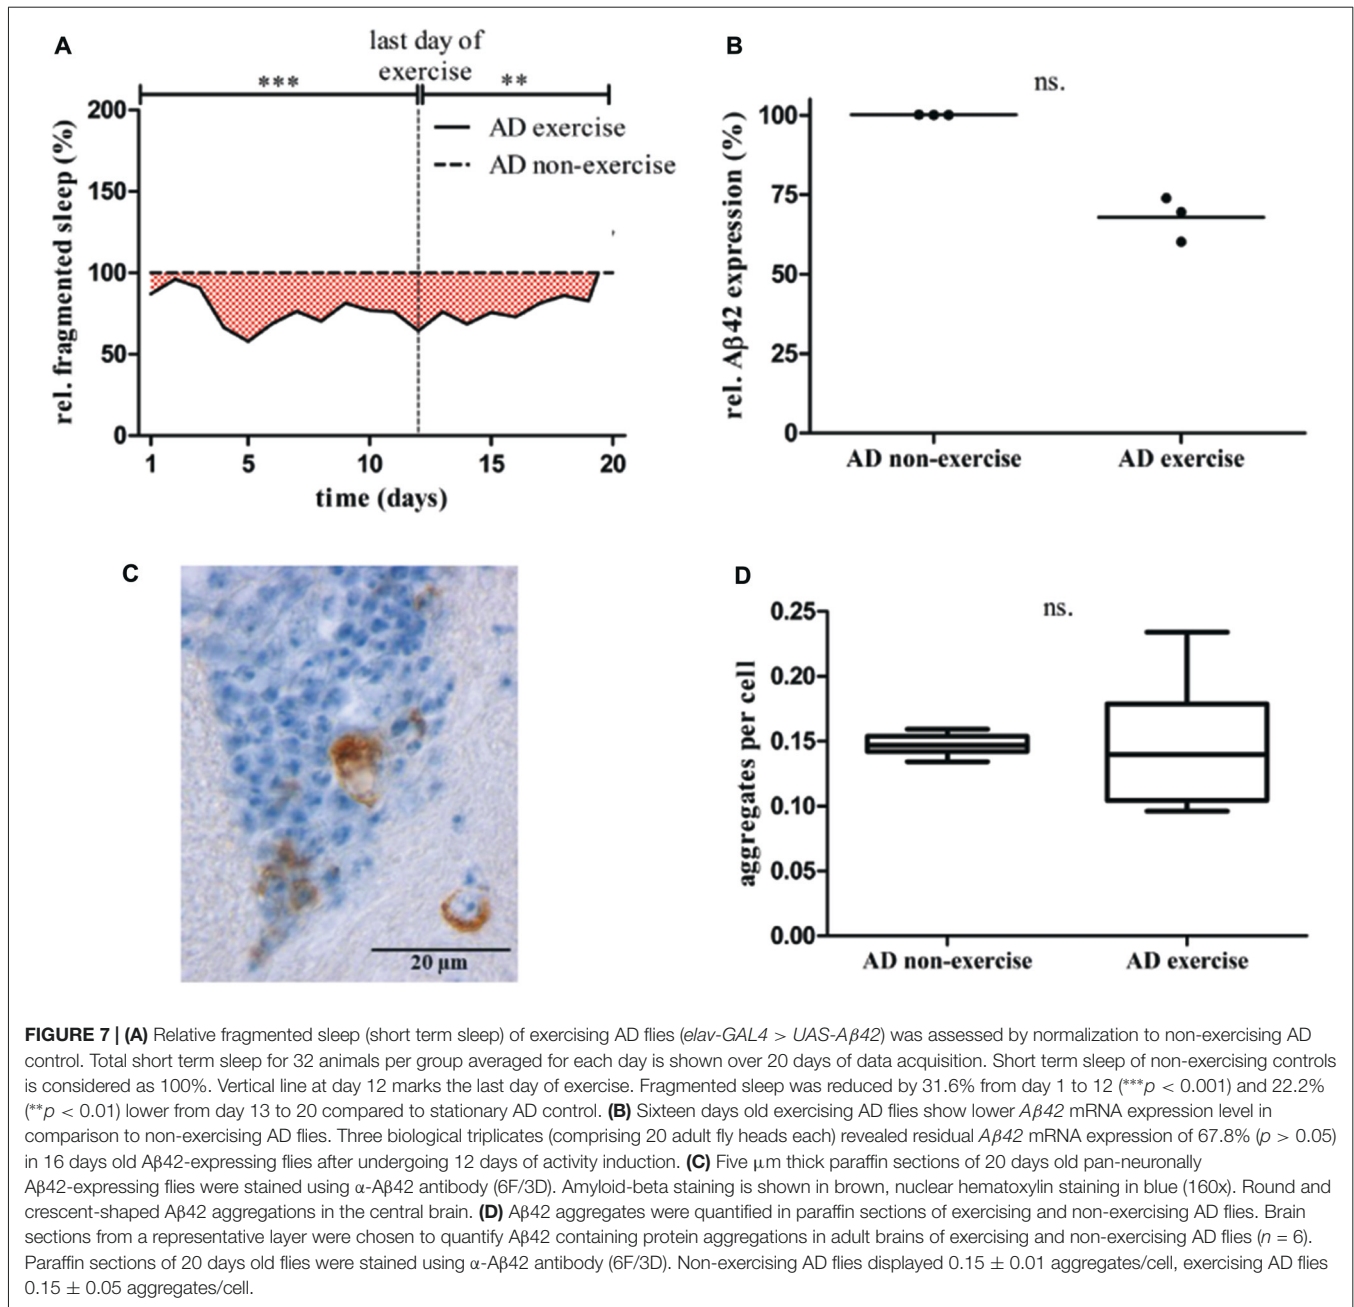 A
last day of
exercise
***
**
200
150
100
50
0
rel. fragmented sleep (%)
AD exercise
AD non-exercise
1
5
10
15
20
time (days)
B
ns.
100
75
50
25
0
rel. Aβ42 expression (%)
AD non-exercise
AD exercise
C
20 μm
D
ns.
0.25
0.20
0.15
0.10
0.05
0.00
aggregates per cell
AD non-exercise
AD exercise
FIGURE 7 | (A) Relative fragmented sleep (short term sleep) of exercising AD flies (elav-GAL4 > UAS-Aβ42) was assessed by normalization to non-exercising AD
control. Total short term sleep for 32 animals per group averaged for each day is shown over 20 days of data acquisition. Short term sleep of non-exercising controls
is considered as 100%. Vertical line at day 12 marks the last day of exercise. Fragmented sleep was reduced by 31.6% from day 1 to 12 (***p < 0.001) and 22.2%
(**p < 0.01) lower from day 13 to 20 compared to stationary AD control. (B) Sixteen days old exercising AD flies show lower Aβ42 mRNA expression level in
comparison to non-exercising AD flies. Three biological triplicates (comprising 20 adult fly heads each) revealed residual Aβ42 mRNA expression of 67.8% (p > 0.05)
in 16 days old Aβ42-expressing flies after undergoing 12 days of activity induction. (C) Five μm thick paraffin sections of 20 days old pan-neuronally
Aβ42-expressing flies were stained using α-Aβ42 antibody (6F/3D). Amyloid-beta staining is shown in brown, nuclear hematoxylin staining in blue (160x). Round and
crescent-shaped Aβ42 aggregations in the central brain. (D) Aβ42 aggregates were quantified in paraffin sections of exercising and non-exercising AD flies. Brain
sections from a representative layer were chosen to quantify Aβ42 containing protein aggregations in adult brains of exercising and non-exercising AD flies (n = 6).
Paraffin sections of 20 days old flies were stained using α-Aβ42 antibody (6F/3D). Non-exercising AD flies displayed 0.15 ± 0.01 aggregates/cell, exercising AD flies
0.15 ± 0.05 aggregates/cell.